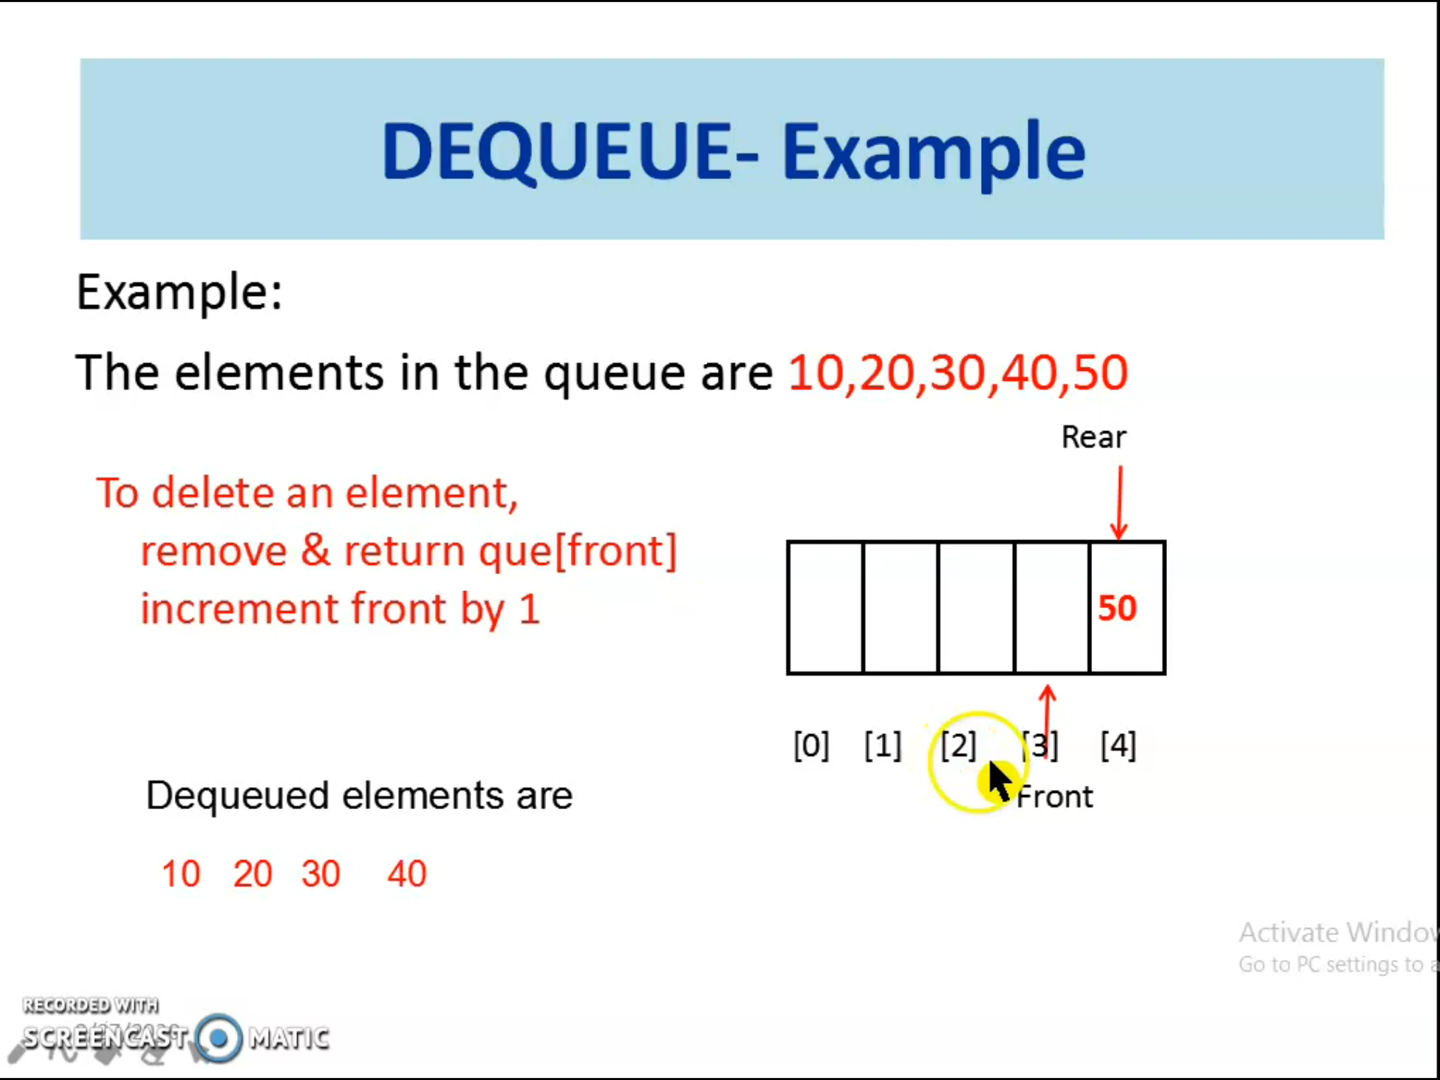 DEQUEUE- Example
Example:
The elements in the queue are 10,20,30,40,50
Rear
To delete an element,
remove & return que[front]
increment front by 1
50
[0] [1] [2] [3] [4]
Front
Dequeued elements are
10 20 30 40
Activate Window
Go to PC settings to a
RECORDED WITH
SCREENCAST MATIC